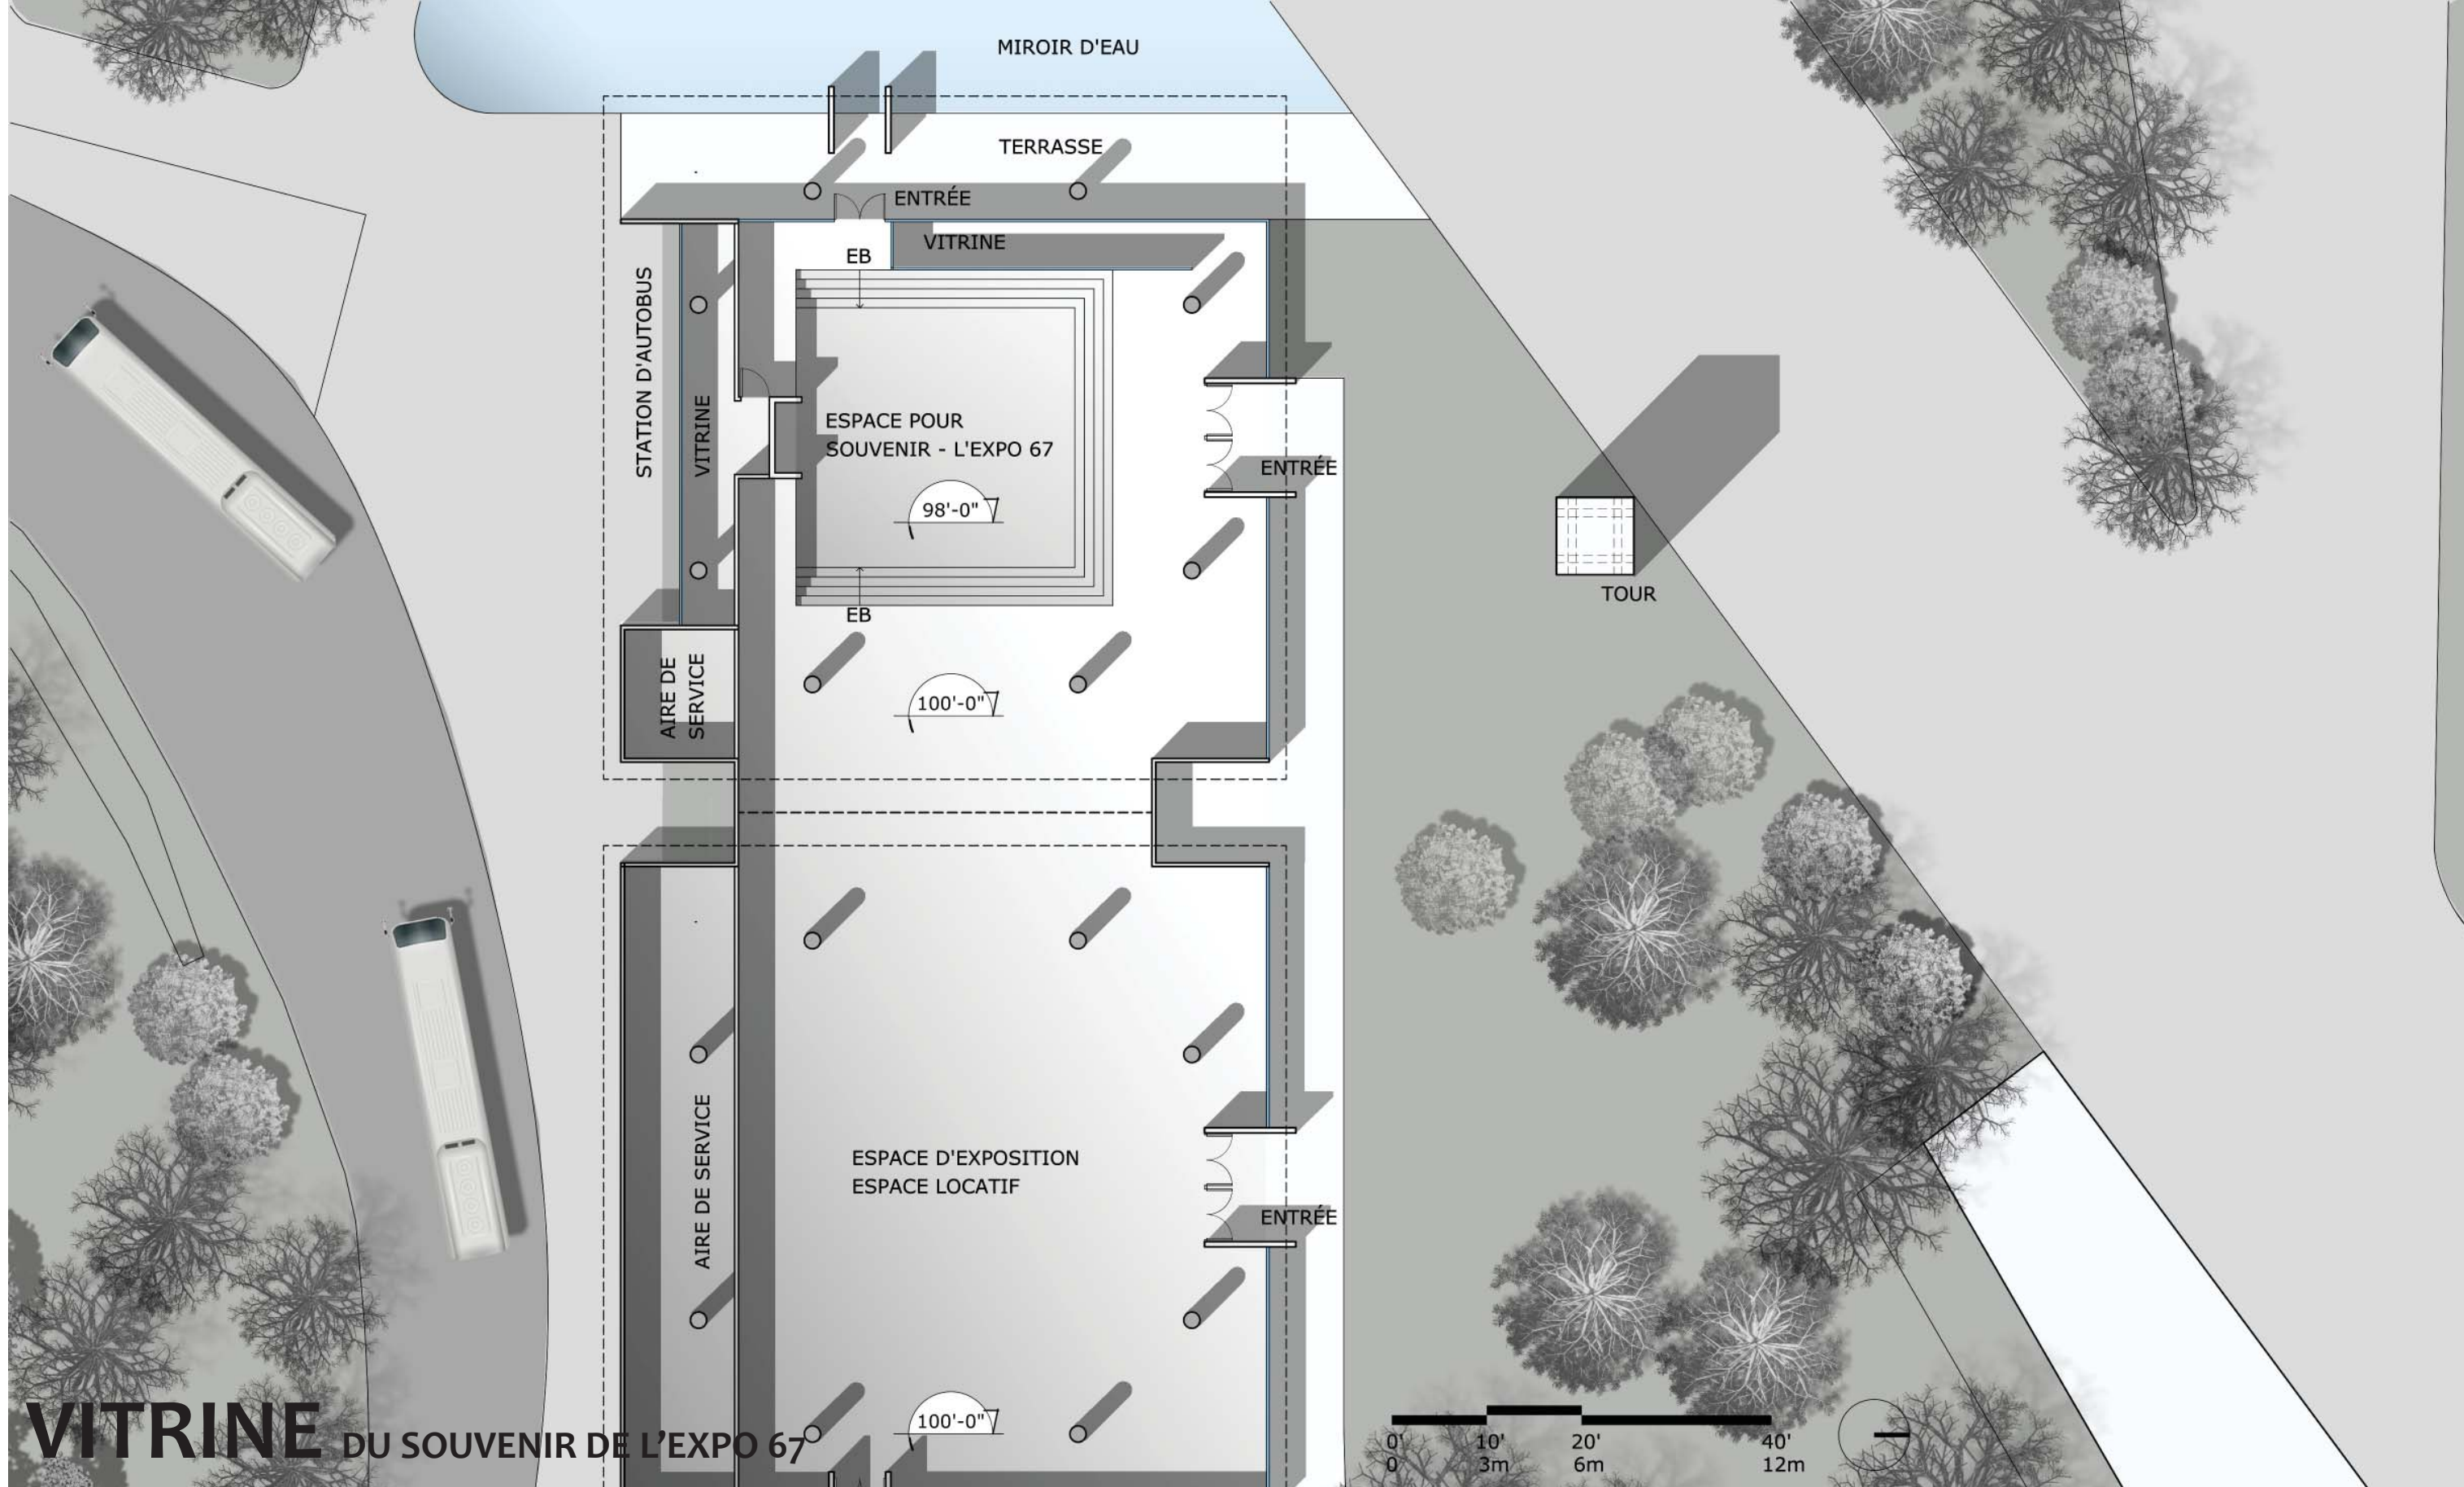 MIROIR D'EAU
TERRASSE
ENTRÉE
VITRINE
EB
STATION D'AUTOBUS
VITRINE
ESPACE POUR
SOUVENIR - L'EXPO 67
ENTRÉE
98'-0"
TOUR
EB
AIRE DE
SERVICE
100'-0"
AIRE DE SERVICE
ESPACE D'EXPOSITION
ESPACE LOCATIF
ENTRÉE
100'-0"
VITRINE DU SOUVENIR DE L'EXPO 67
0' 10' 20' 40'
0 3m 6m 12m